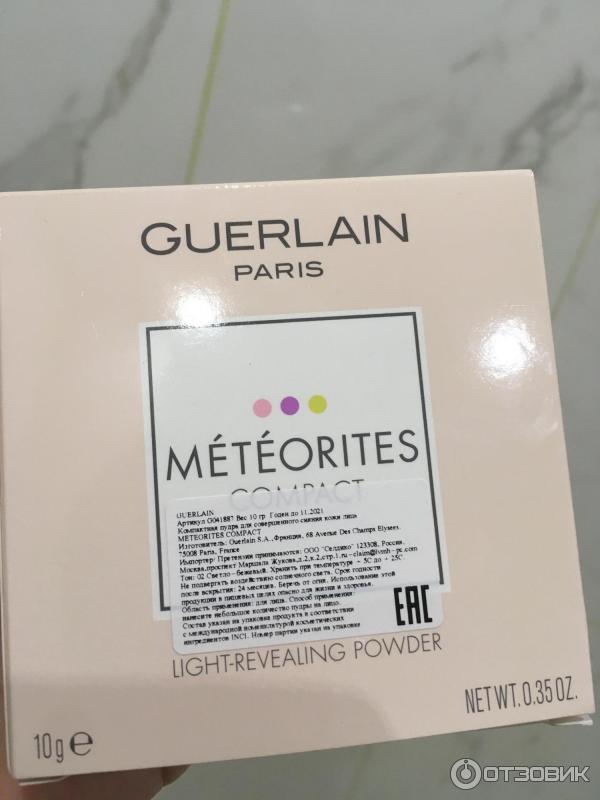 GUERLAIN
PARIS
MÉTÉORITES
COMPACT
GUERLAIN
Артикул G041887 Вес 10 гр Годен до 11.2021
Компактная пудра для совершенного сияния кожи лица
METEORITES COMPACT
Изготовитель: Guerlain S.A., Франция, 68 Avenue Des Champs Elysees.
75008 Paris, France
Импортер/ Претензии принимаются: ООО "Селдико" 123308, Россия,
Москва,проспект Маршала Жукова,д.2,к.2,стр.1.ru - claim@lvmh-pc.com
Тон: 02 Светло - бежевый. Хранить при температуре + 5C до + 25C
Не подвергать воздействию солнечного света. Срок годности
после вскрытия: 24 месяцев. Беречь от огня. Использование этой
продукции в пищевых целях опасно для жизни и здоровья.
Область применения: для лица. Способ применения:
нанесите небольшое количество пудры на лицо.
Состав указан на упаковке продукта в соответствии
с международной номенклатурой косметических
ингредиентов INCI. Номер партии указан на упаковке
EAC
LIGHT-REVEALING POWDER
10g e
NET WT. 0.35 OZ.
ОТЗОВИК